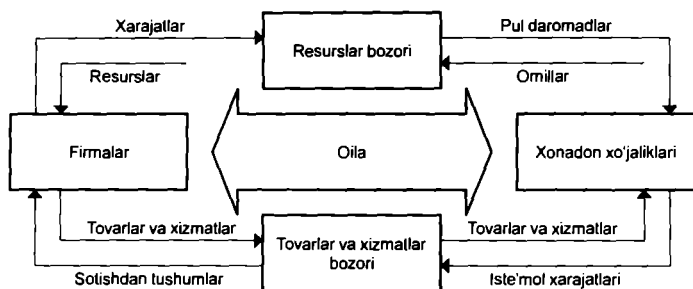 Xarajatlar
Resurslar bozori
Pul daromadlar
Resurslar
Omillar
Firmalar
Oila
Xonadon xo'jaliklari
Tovarlar va xizmatlar
Tovarlar va xizmatlar
bozori
Tovarlar va xizmatlar
Sotishdan tushumlar
Iste'mol xarajatlari